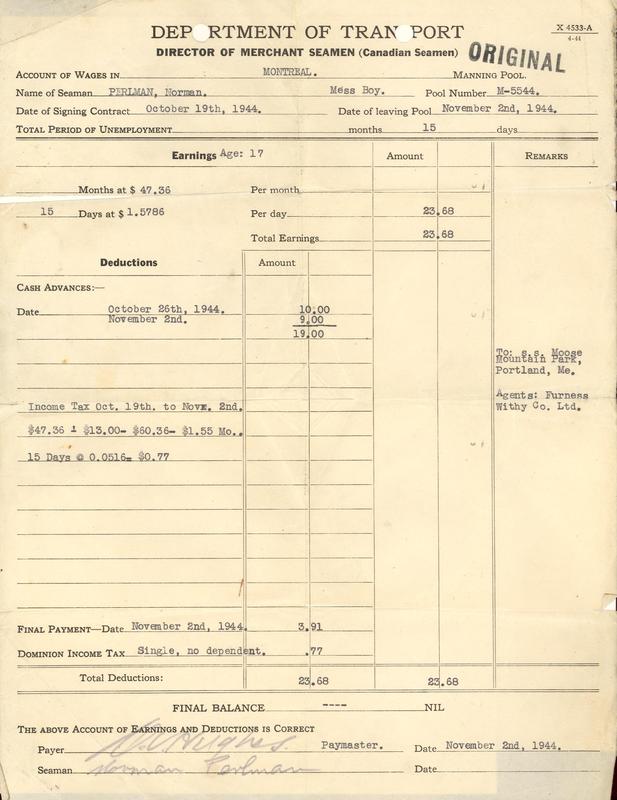 DEPARTMENT OF TRANSPORT
X 4533-A
4-44
DIRECTOR OF MERCHANT SEAMEN (Canadian Seamen)
ORIGINAL
ACCOUNT OF WAGES IN MONTREAL. MANNING POOL.
Name of Seaman PERLMAN, Norman. Mess Boy. Pool Number M-5544.
Date of Signing Contract October 19th, 1944. Date of leaving Pool November 2nd, 1944.
TOTAL PERIOD OF UNEMPLOYMENT months 15 days
Earnings Age: 17 Amount REMARKS
Months at $ 47.36 Per month
15 Days at $ 1.5786 Per day 23.68
Total Earnings 23.68
Deductions Amount
CASH ADVANCES:—
Date October 26th, 1944. 10.00
November 2nd. 9.00
19.00
To: s.s. Moose
Mountain Park,
Portland, Me.
Agents: Furness
Withy Co. Ltd.
Income Tax Oct. 19th. to Nov. 2nd.
$47.36 + $13.00= $60.36= $1.55 Mo..
15 Days @ 0.0516= $0.77
FINAL PAYMENT—Date November 2nd, 1944. 3.91
DOMINION INCOME TAX Single, no dependent. .77
Total Deductions: 23.68 23.68
FINAL BALANCE ---- NIL
THE ABOVE ACCOUNT OF EARNINGS AND DEDUCTIONS IS CORRECT
Payer Hughes. Paymaster. Date November 2nd, 1944.
Seaman Norman Perlman Date